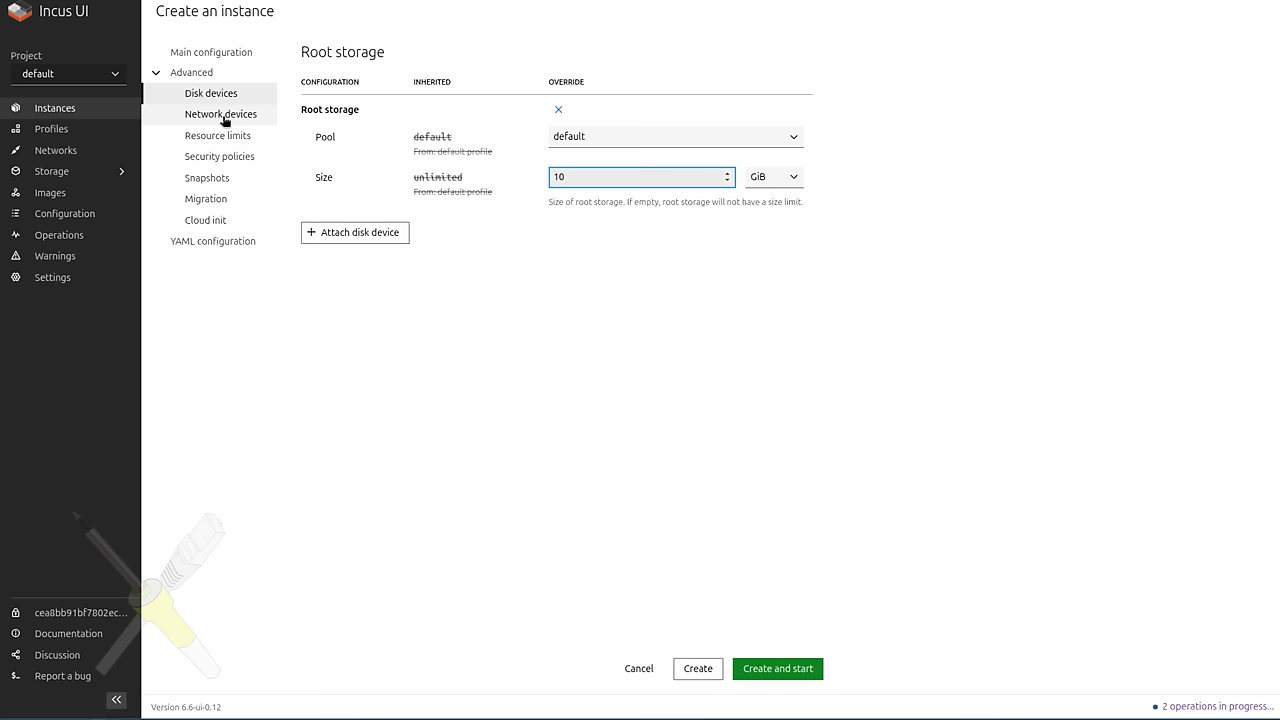 Incus UI
Project
default
Instances
Profiles
Networks
Storage
Images
Configuration
Operations
Warnings
Settings
cea8bb91bf7802ec...
Documentation
Discussion
Report a bug
Create an instance
Main configuration
Advanced
Disk devices
Network devices
Resource limits
Security policies
Snapshots
Migration
Cloud init
YAML configuration
Root storage
CONFIGURATION INHERITED OVERRIDE
Root storage
Pool default default
From: default profile
Size unlimited 10 GiB
From: default profile
Size of root storage. If empty, root storage will not have a size limit.
+ Attach disk device
Cancel Create Create and start
Version 6.6-ui-0.12
2 operations in progress...